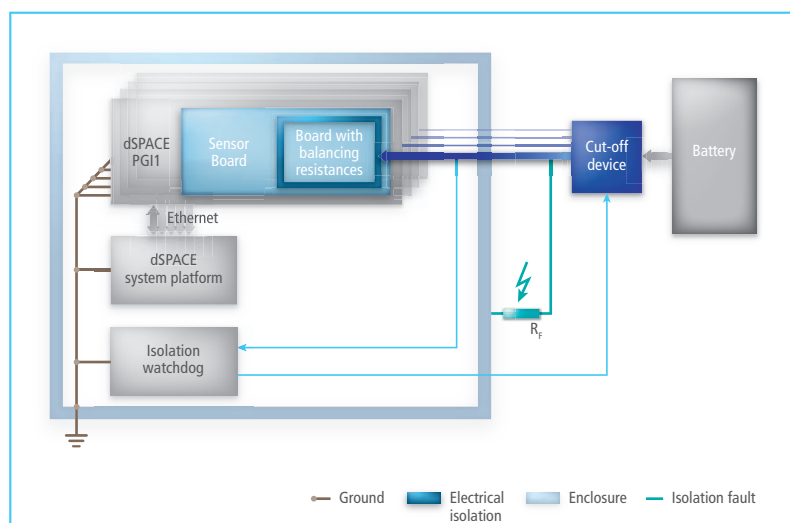 dSPACE
PGI1
Sensor
Board
Board with
balancing
resistances
Cut-off
device
Battery
Ethernet
dSPACE
system platform
Isolation
watchdog
R_F
Ground
Electrical
isolation
Enclosure
Isolation fault